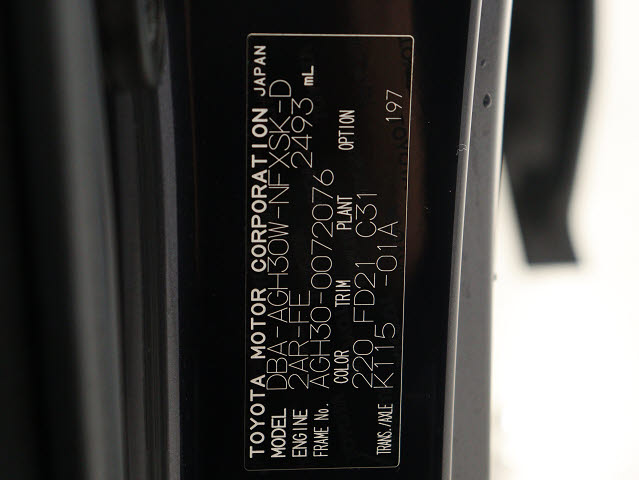 TOYOTA MOTOR CORPORATION JAPAN
MODEL DBA-AGH30W-NFXSK-D
ENGINE 2AR-FE 2493 mL
FRAME No. AGH30-0072076
COLOR TRIM PLANT OPTION
220 FD21 C31
TRANS./AXLE K115 -01A 197